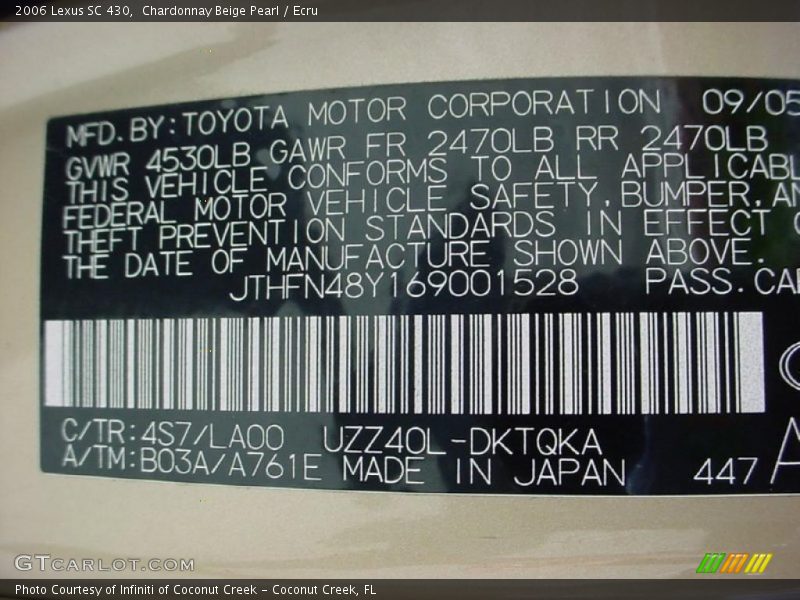 2006 Lexus SC 430, Chardonnay Beige Pearl / Ecru
MFD. BY: TOYOTA MOTOR CORPORATION 09/05
GVWR 4530LB GAWR FR 2470LB RR 2470LB
THIS VEHICLE CONFORMS TO ALL APPLICABL
FEDERAL MOTOR VEHICLE SAFETY, BUMPER, AN
THEFT PREVENTION STANDARDS IN EFFECT
THE DATE OF MANUFACTURE SHOWN ABOVE.
JTHFN48Y169001528 PASS. CAR
C/TR: 4S7/LA00 UZZ40L-DKTQKA
A/TM: B03A/A761E MADE IN JAPAN 447
GTCARLOT.COM
Photo Courtesy of Infiniti of Coconut Creek - Coconut Creek, FL